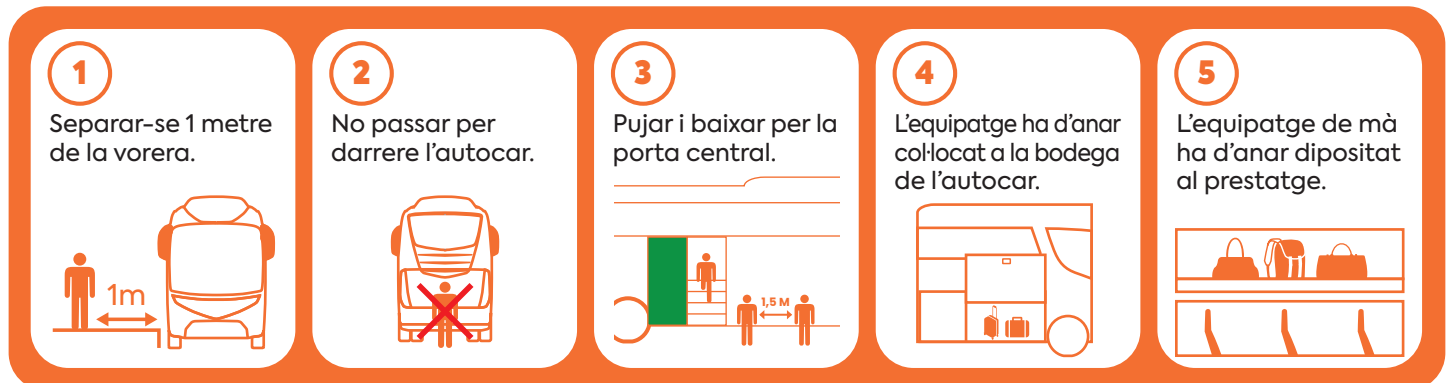 1
Separar-se 1 metre
de la vorera.
1m
2
No passar per
darrere l'autocar.
3
Pujar i baixar per la
porta central.
1,5 M
4
L'equipatge ha d'anar
col·locat a la bodega
de l'autocar.
5
L'equipatge de mà
ha d'anar dipositat
al prestatge.